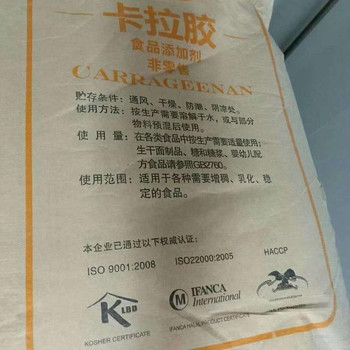 卡拉胶
食品添加剂
非零售
CARRAGEENAN
贮存条件：通风、干燥、防潮，阴凉处。
使用方法：按生产需要溶解于水，或与部分
物料预混后使用。
使 用 量：在各类食品中按生产需要适量使用；
生干面制品、糖和糖浆、婴幼儿配
方食品请参照GB2760。
使用范围：适用于各种需要增稠、乳化、稳
定的食品。
本企业已通过以下权威认证：
ISO 9001:2008 ISO22000:2005 HACCP
K LBD
M IFANCA International
KOSHER CERTIFICATE
IFANCA HALAL PRODUCT CERTIFICATE